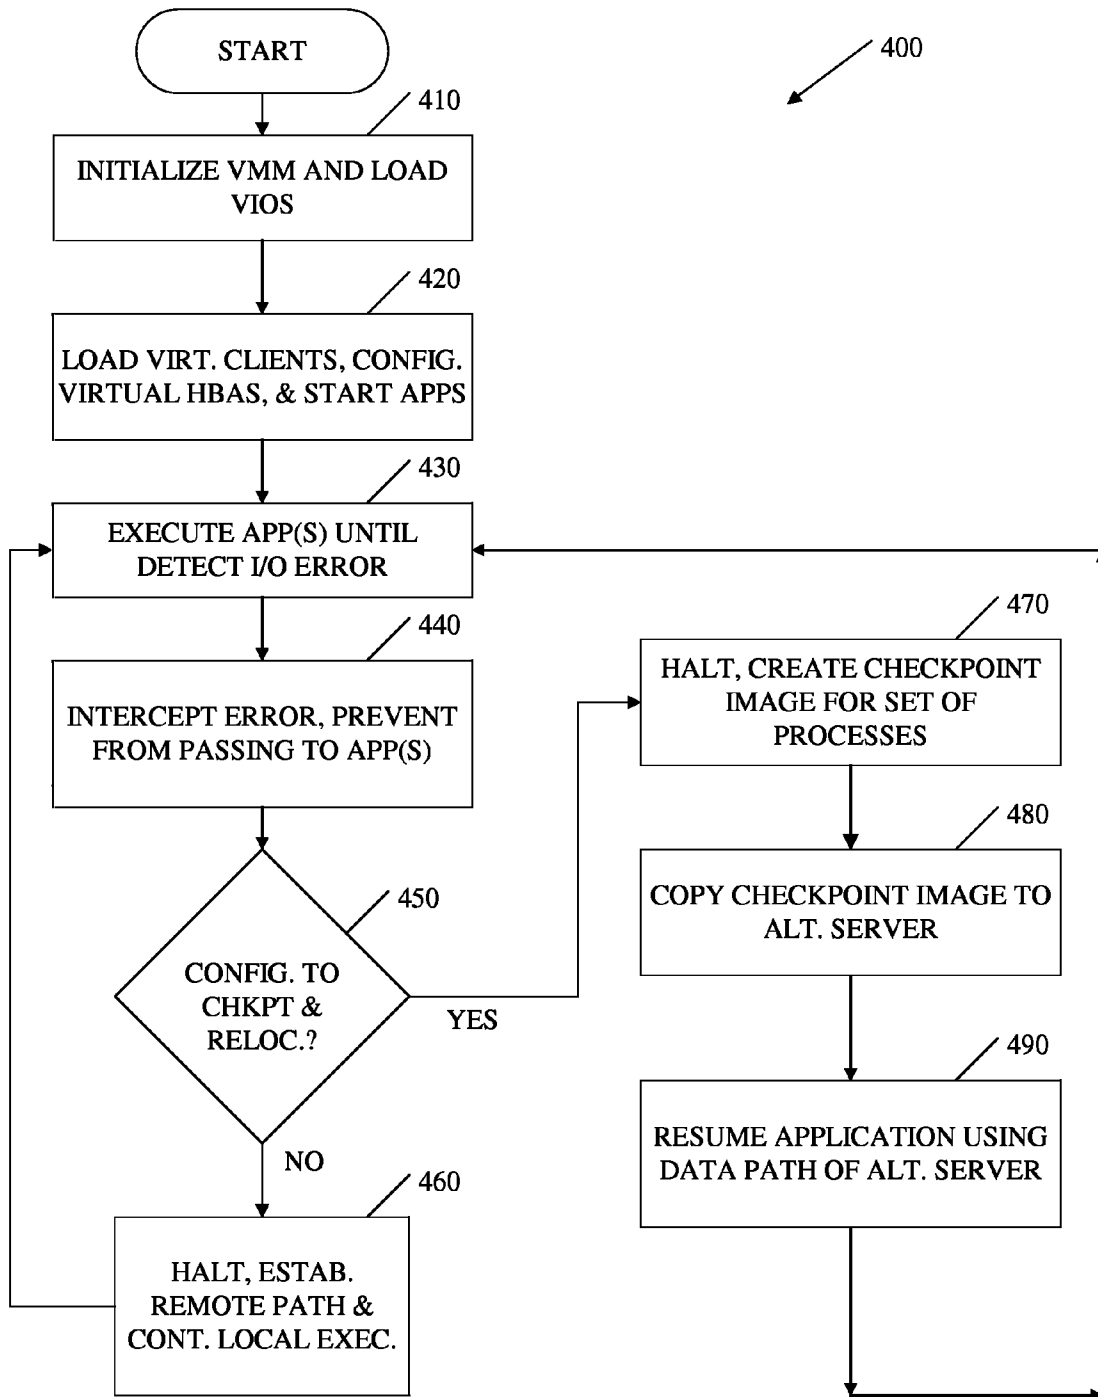 START
400
410
INITIALIZE VMM AND LOAD
VIOS
420
LOAD VIRT. CLIENTS, CONFIG.
VIRTUAL HBAS, & START APPS
430
EXECUTE APP(S) UNTIL
DETECT I/O ERROR
440
INTERCEPT ERROR, PREVENT
FROM PASSING TO APP(S)
450
CONFIG. TO
CHKPT &
RELOC.?
YES
NO
460
HALT, ESTAB.
REMOTE PATH &
CONT. LOCAL EXEC.
470
HALT, CREATE CHECKPOINT
IMAGE FOR SET OF
PROCESSES
480
COPY CHECKPOINT IMAGE TO
ALT. SERVER
490
RESUME APPLICATION USING
DATA PATH OF ALT. SERVER